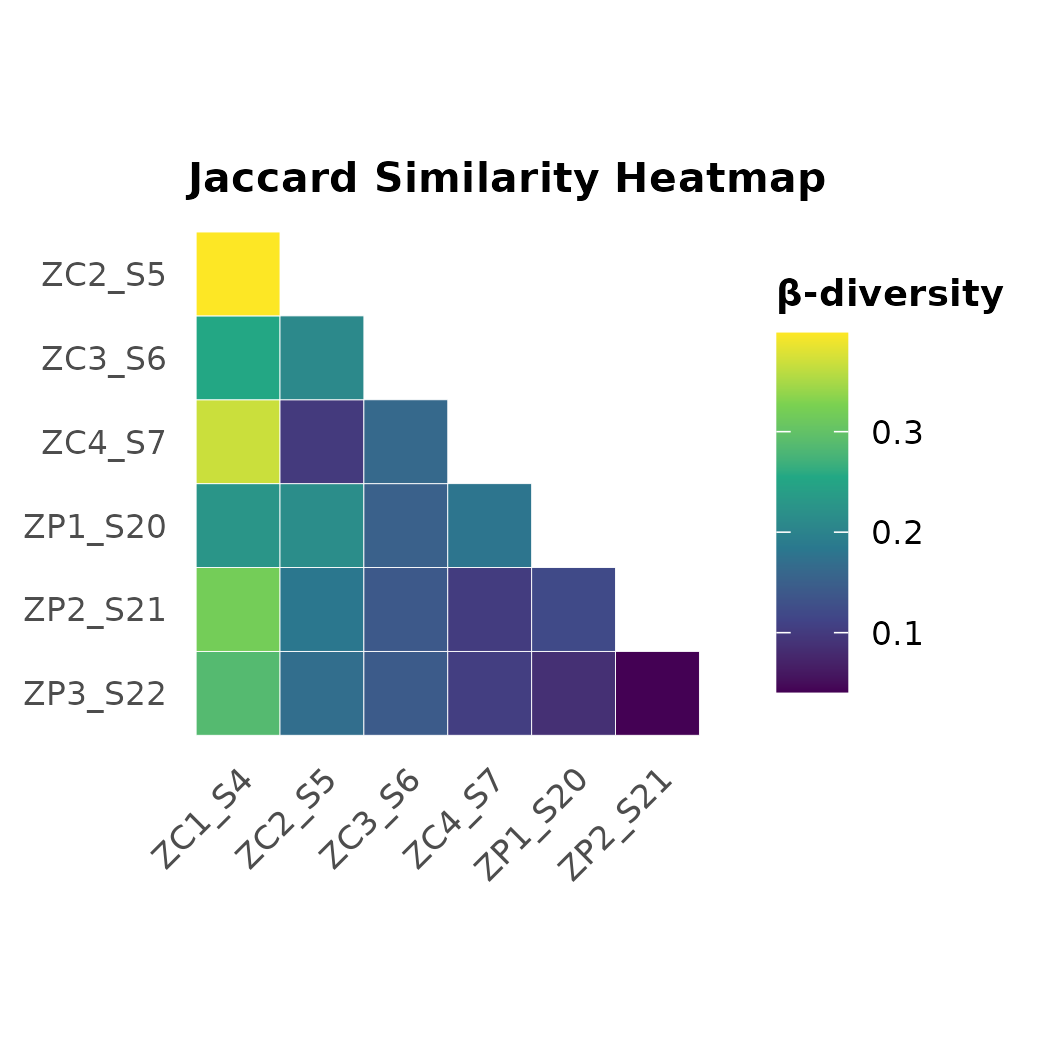 Jaccard Similarity Heatmap
ZC2_S5
ZC3_S6
ZC4_S7
ZP1_S20
ZP2_S21
ZP3_S22
ZC1_S4
ZC2_S5
ZC3_S6
ZC4_S7
ZP1_S20
ZP2_S21
β-diversity
0.3
0.2
0.1